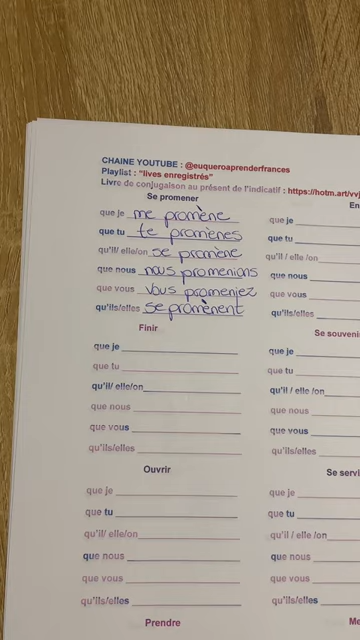 CHAINE YOUTUBE : @euqueroaprenderfrances
Playlist : "lives enregistrés"
Livre de conjugaison au présent de l'indicatif : https://hotm.art/vv
Se promener
que je me promène
que tu te promènes
qu'il/ elle/on se promène
que nous nous promenions
que vous vous promeniez
qu'ils/elles se promènent
Finir
que je
que tu
qu'il/ elle/on
que nous
que vous
qu'ils/elles
Ouvrir
que je
que tu
qu'il/ elle/on
que nous
que vous
qu'ils/elles
Prendre
En
que je
que tu
qu'il / elle /on
que nous
que vous
qu'ils/elles
Se souveni
que je
que tu
qu'il / elle /on
que nous
que vous
qu'ils/elles
Se servi
que je
que tu
qu'il / elle /on
que nous
que vous
qu'ils/elles
Me